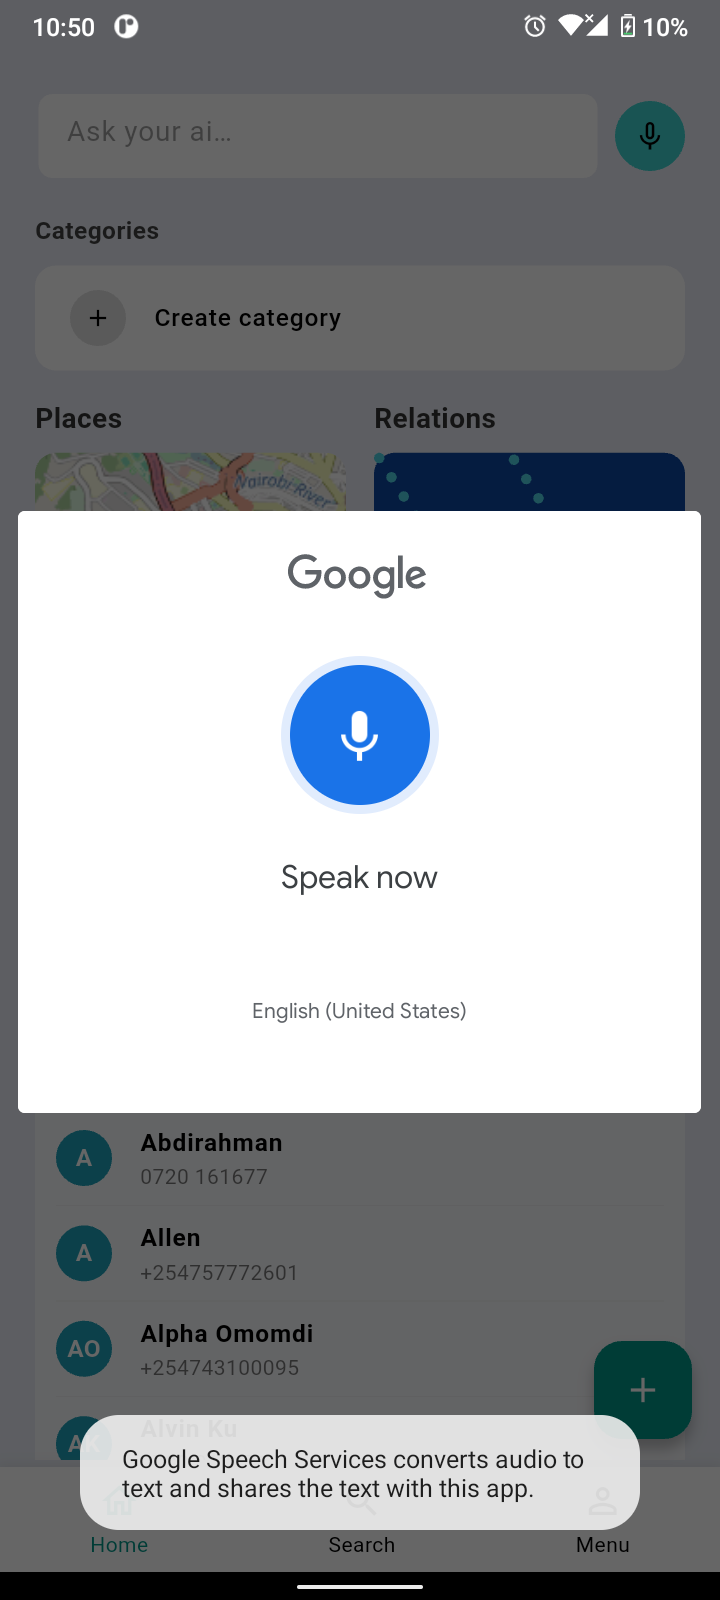 10:50
10%
Ask your ai...
Categories
Create category
Places
Relations
Nairobi River
Google
Speak now
English (United States)
A
Abdirahman
0720 161677
A
Allen
+254757772601
AO
Alpha Omomdi
+254743100095
AK
Alvin Ku
Google Speech Services converts audio to
text and shares the text with this app.
Home
Search
Menu